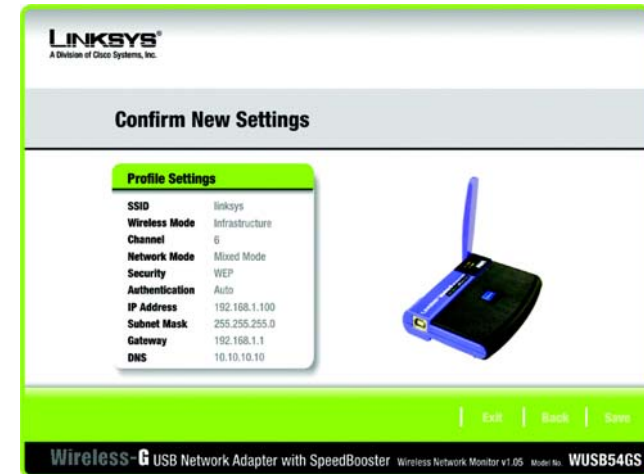 LINKSYS®
A Division of Cisco Systems, Inc.
Confirm New Settings
Profile Settings
SSID linksys
Wireless Mode Infrastructure
Channel 6
Network Mode Mixed Mode
Security WEP
Authentication Auto
IP Address 192.168.1.100
Subnet Mask 255.255.255.0
Gateway 192.168.1.1
DNS 10.10.10.10
Exit Back Save
Wireless-G USB Network Adapter with SpeedBooster Wireless Network Monitor v1.05 Model No. WUSB54GS